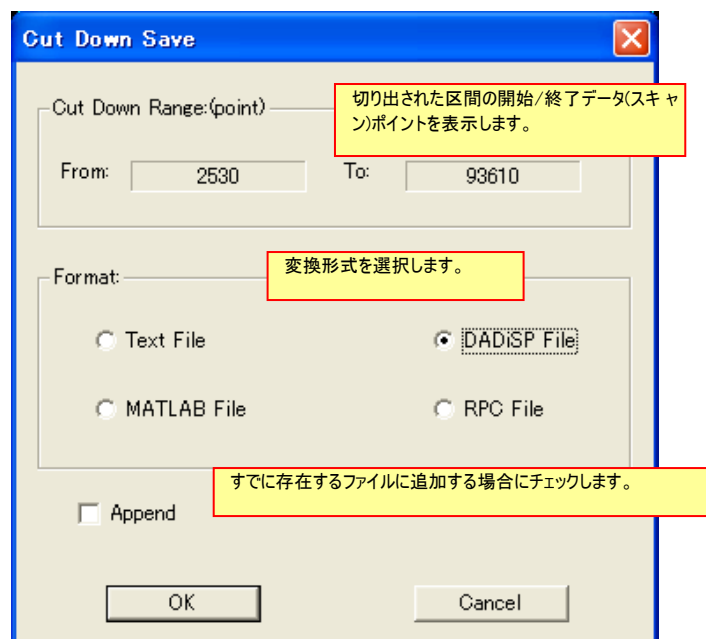 Cut Down Save
Cut Down Range:(point)
切り出された区間の開始/終了データ(スキャ
ン)ポイントを表示します。
From: 2530 To: 93610
Format:
変換形式を選択します。
Text File DADiSP File
MATLAB File RPC File
すでに存在するファイルに追加する場合にチェックします。
Append
OK Cancel